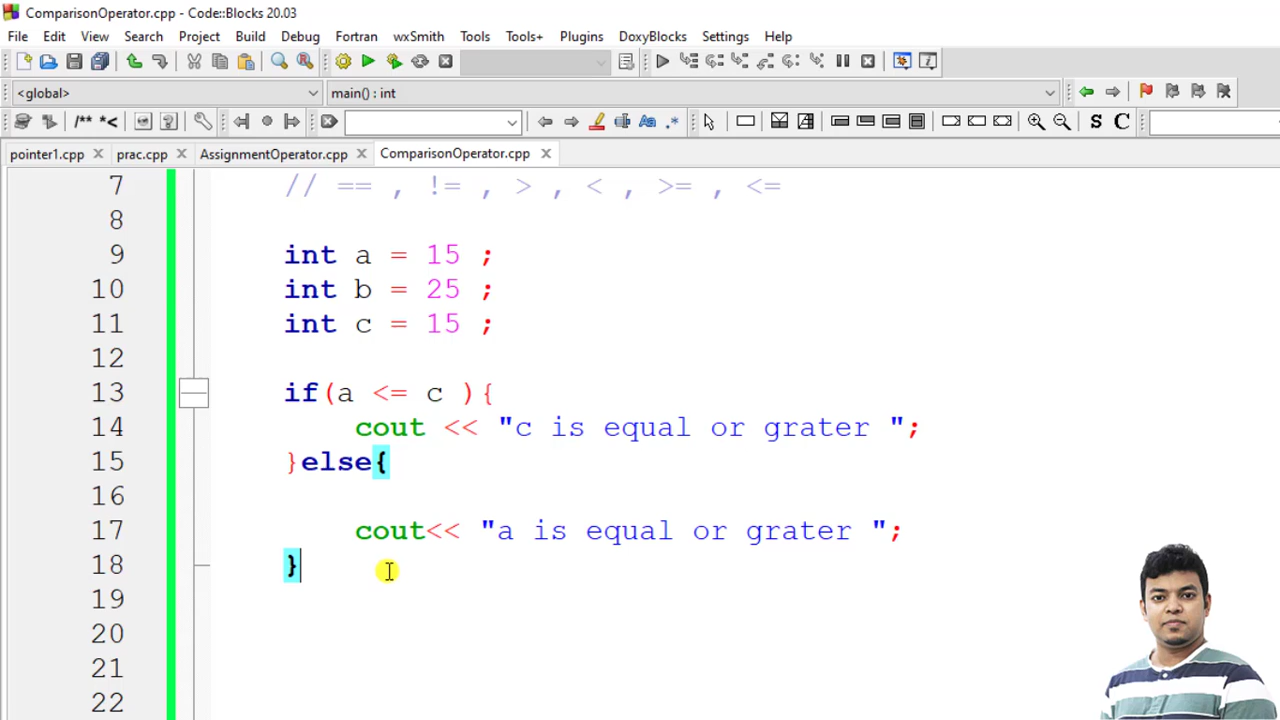 ComparisonOperator.cpp - Code::Blocks 20.03
File Edit View Search Project Build Debug Fortran wxSmith Tools Tools+ Plugins DoxyBlocks Settings Help
<global> main() : int
/** *< S C
pointer1.cpp prac.cpp AssignmentOperator.cpp ComparisonOperator.cpp
7 // == , != , > , < , >= , <=
8
9 int a = 15 ;
10 int b = 25 ;
11 int c = 15 ;
12
13 if(a <= c ){
14 cout << "c is equal or grater ";
15 }else{
16
17 cout<< "a is equal or grater ";
18 }
19
20
21
22